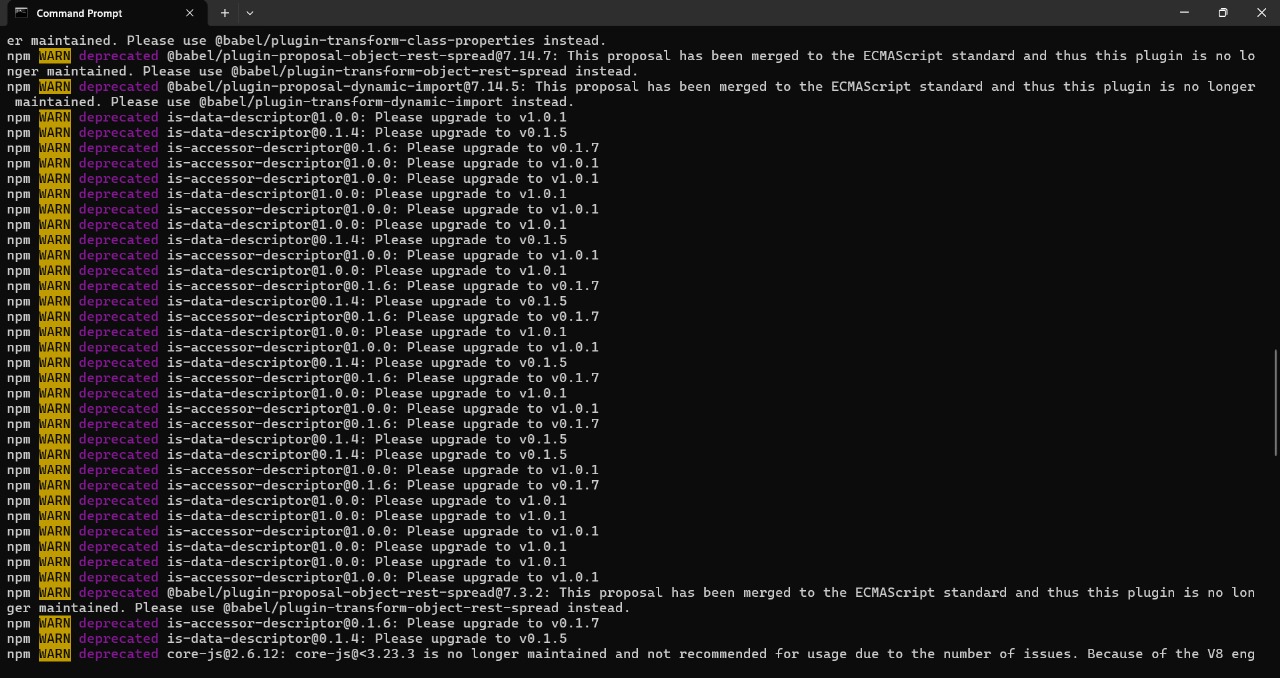 Command Prompt
er maintained. Please use @babel/plugin-transform-class-properties instead.
npm WARN deprecated @babel/plugin-proposal-object-rest-spread@7.14.7: This proposal has been merged to the ECMAScript standard and thus this plugin is no lo
nger maintained. Please use @babel/plugin-transform-object-rest-spread instead.
npm WARN deprecated @babel/plugin-proposal-dynamic-import@7.14.5: This proposal has been merged to the ECMAScript standard and thus this plugin is no longer
 maintained. Please use @babel/plugin-transform-dynamic-import instead.
npm WARN deprecated is-data-descriptor@1.0.0: Please upgrade to v1.0.1
npm WARN deprecated is-data-descriptor@0.1.4: Please upgrade to v0.1.5
npm WARN deprecated is-accessor-descriptor@0.1.6: Please upgrade to v0.1.7
npm WARN deprecated is-accessor-descriptor@1.0.0: Please upgrade to v1.0.1
npm WARN deprecated is-accessor-descriptor@1.0.0: Please upgrade to v1.0.1
npm WARN deprecated is-data-descriptor@1.0.0: Please upgrade to v1.0.1
npm WARN deprecated is-accessor-descriptor@1.0.0: Please upgrade to v1.0.1
npm WARN deprecated is-data-descriptor@1.0.0: Please upgrade to v1.0.1
npm WARN deprecated is-data-descriptor@0.1.4: Please upgrade to v0.1.5
npm WARN deprecated is-accessor-descriptor@1.0.0: Please upgrade to v1.0.1
npm WARN deprecated is-data-descriptor@1.0.0: Please upgrade to v1.0.1
npm WARN deprecated is-accessor-descriptor@0.1.6: Please upgrade to v0.1.7
npm WARN deprecated is-data-descriptor@0.1.4: Please upgrade to v0.1.5
npm WARN deprecated is-accessor-descriptor@0.1.6: Please upgrade to v0.1.7
npm WARN deprecated is-data-descriptor@1.0.0: Please upgrade to v1.0.1
npm WARN deprecated is-accessor-descriptor@1.0.0: Please upgrade to v1.0.1
npm WARN deprecated is-data-descriptor@0.1.4: Please upgrade to v0.1.5
npm WARN deprecated is-accessor-descriptor@0.1.6: Please upgrade to v0.1.7
npm WARN deprecated is-data-descriptor@1.0.0: Please upgrade to v1.0.1
npm WARN deprecated is-accessor-descriptor@1.0.0: Please upgrade to v1.0.1
npm WARN deprecated is-accessor-descriptor@0.1.6: Please upgrade to v0.1.7
npm WARN deprecated is-data-descriptor@0.1.4: Please upgrade to v0.1.5
npm WARN deprecated is-data-descriptor@0.1.4: Please upgrade to v0.1.5
npm WARN deprecated is-accessor-descriptor@1.0.0: Please upgrade to v1.0.1
npm WARN deprecated is-accessor-descriptor@0.1.6: Please upgrade to v0.1.7
npm WARN deprecated is-data-descriptor@1.0.0: Please upgrade to v1.0.1
npm WARN deprecated is-data-descriptor@1.0.0: Please upgrade to v1.0.1
npm WARN deprecated is-accessor-descriptor@1.0.0: Please upgrade to v1.0.1
npm WARN deprecated is-data-descriptor@1.0.0: Please upgrade to v1.0.1
npm WARN deprecated is-data-descriptor@1.0.0: Please upgrade to v1.0.1
npm WARN deprecated is-accessor-descriptor@1.0.0: Please upgrade to v1.0.1
npm WARN deprecated @babel/plugin-proposal-object-rest-spread@7.3.2: This proposal has been merged to the ECMAScript standard and thus this plugin is no lon
ger maintained. Please use @babel/plugin-transform-object-rest-spread instead.
npm WARN deprecated is-accessor-descriptor@0.1.6: Please upgrade to v0.1.7
npm WARN deprecated is-data-descriptor@0.1.4: Please upgrade to v0.1.5
npm WARN deprecated core-js@2.6.12: core-js@<3.23.3 is no longer maintained and not recommended for usage due to the number of issues. Because of the V8 eng